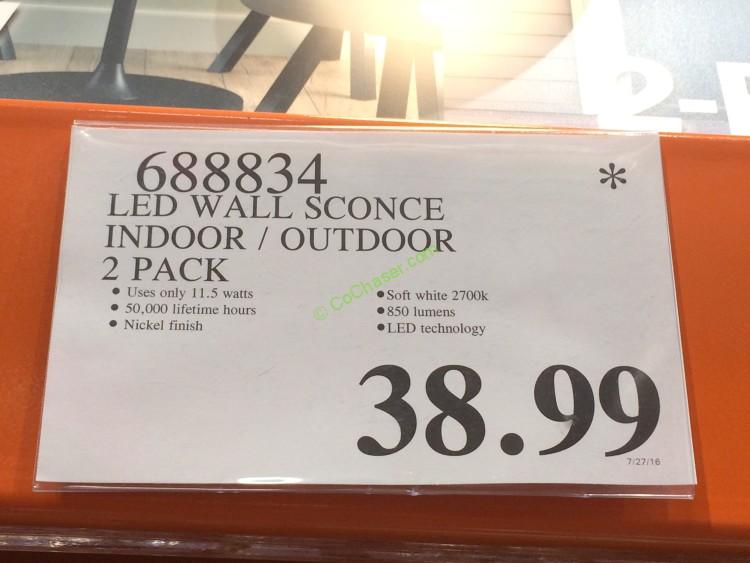 2-
688834
*
LED WALL SCONCE
INDOOR / OUTDOOR
2 PACK
• Uses only 11.5 watts
• 50,000 lifetime hours
• Nickel finish
• Soft white 2700k
• 850 lumens
• LED technology
© CoChaser.com
38.99
7/27/16